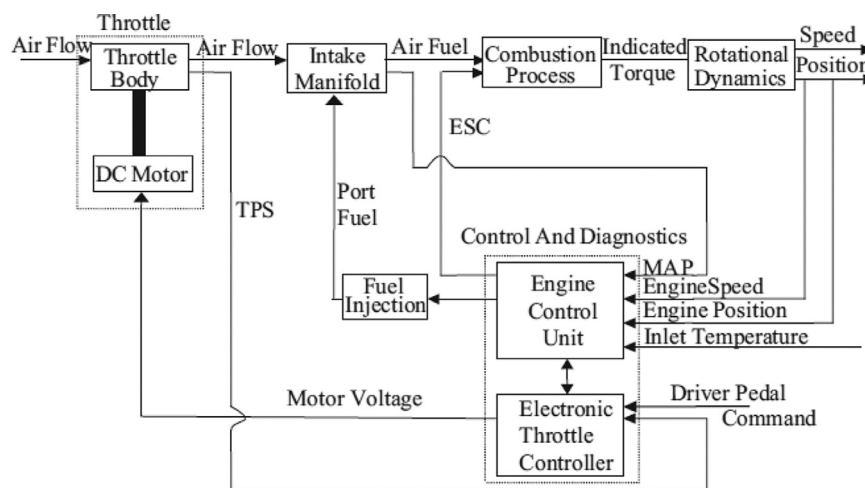 Throttle
Air Flow
Throttle
Body
Air Flow
Intake
Manifold
Air Fuel
Combustion
Process
Indicated
Torque
Rotational
Dynamics
Speed
Position
ESC
DC Motor
TPS
Port
Fuel
Control And Diagnostics
Fuel
Injection
Engine
Control
Unit
MAP
EngineSpeed
Engine Position
Inlet Temperature
Motor Voltage
Electronic
Throttle
Controller
Driver Pedal
Command